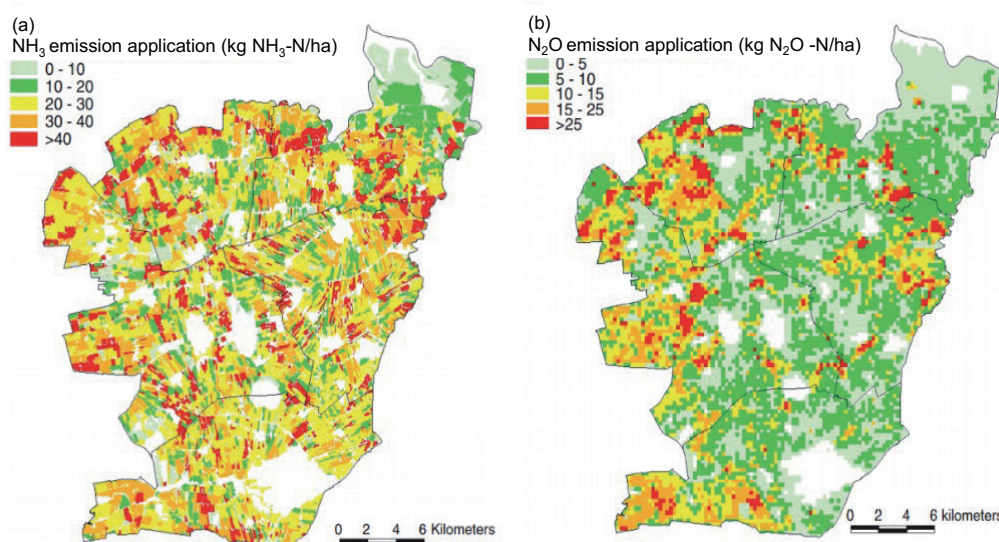 (a)
NH₃ emission application (kg NH₃-N/ha)
0 - 10
10 - 20
20 - 30
30 - 40
>40
0 2 4 6 Kilometers
(b)
N₂O emission application (kg N₂O -N/ha)
0 - 5
5 - 10
10 - 15
15 - 25
>25
0 2 4 6 kilometers